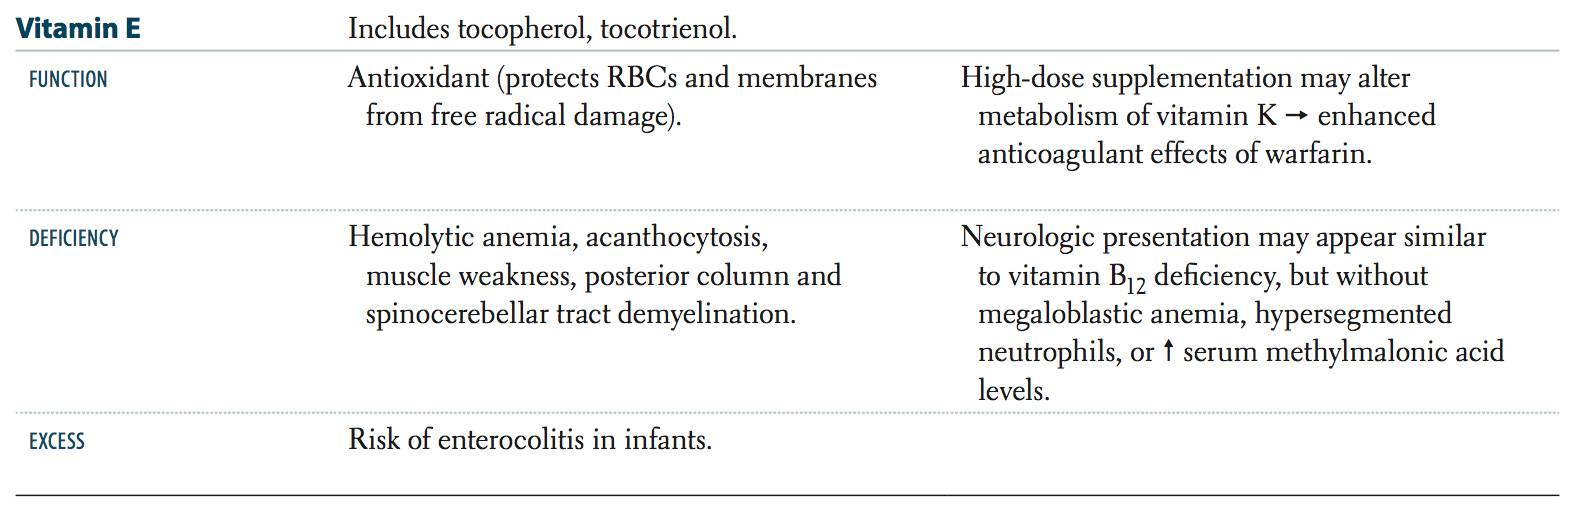 Vitamin E Includes tocopherol, tocotrienol.
FUNCTION
Antioxidant (protects RBCs and membranes
from free radical damage).
High-dose supplementation may alter
metabolism of vitamin K → enhanced
anticoagulant effects of warfarin.
DEFICIENCY
Hemolytic anemia, acanthocytosis,
muscle weakness, posterior column and
spinocerebellar tract demyelination.
Neurologic presentation may appear similar
to vitamin B₁₂ deficiency, but without
megaloblastic anemia, hypersegmented
neutrophils, or ↑ serum methylmalonic acid
levels.
EXCESS
Risk of enterocolitis in infants.